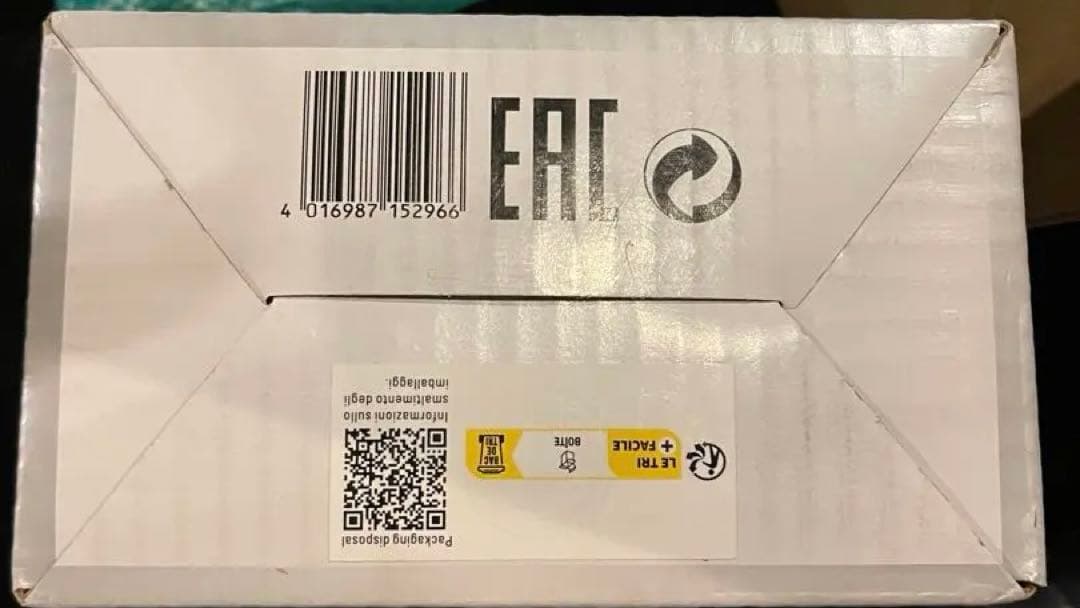 4 016987 152966
EAC
Packaging disposal
Informazioni sullo
smaltimento degli
imballaggi.
LE TRI
+ FACILE
BOÎTE
BAC
DE
TRI